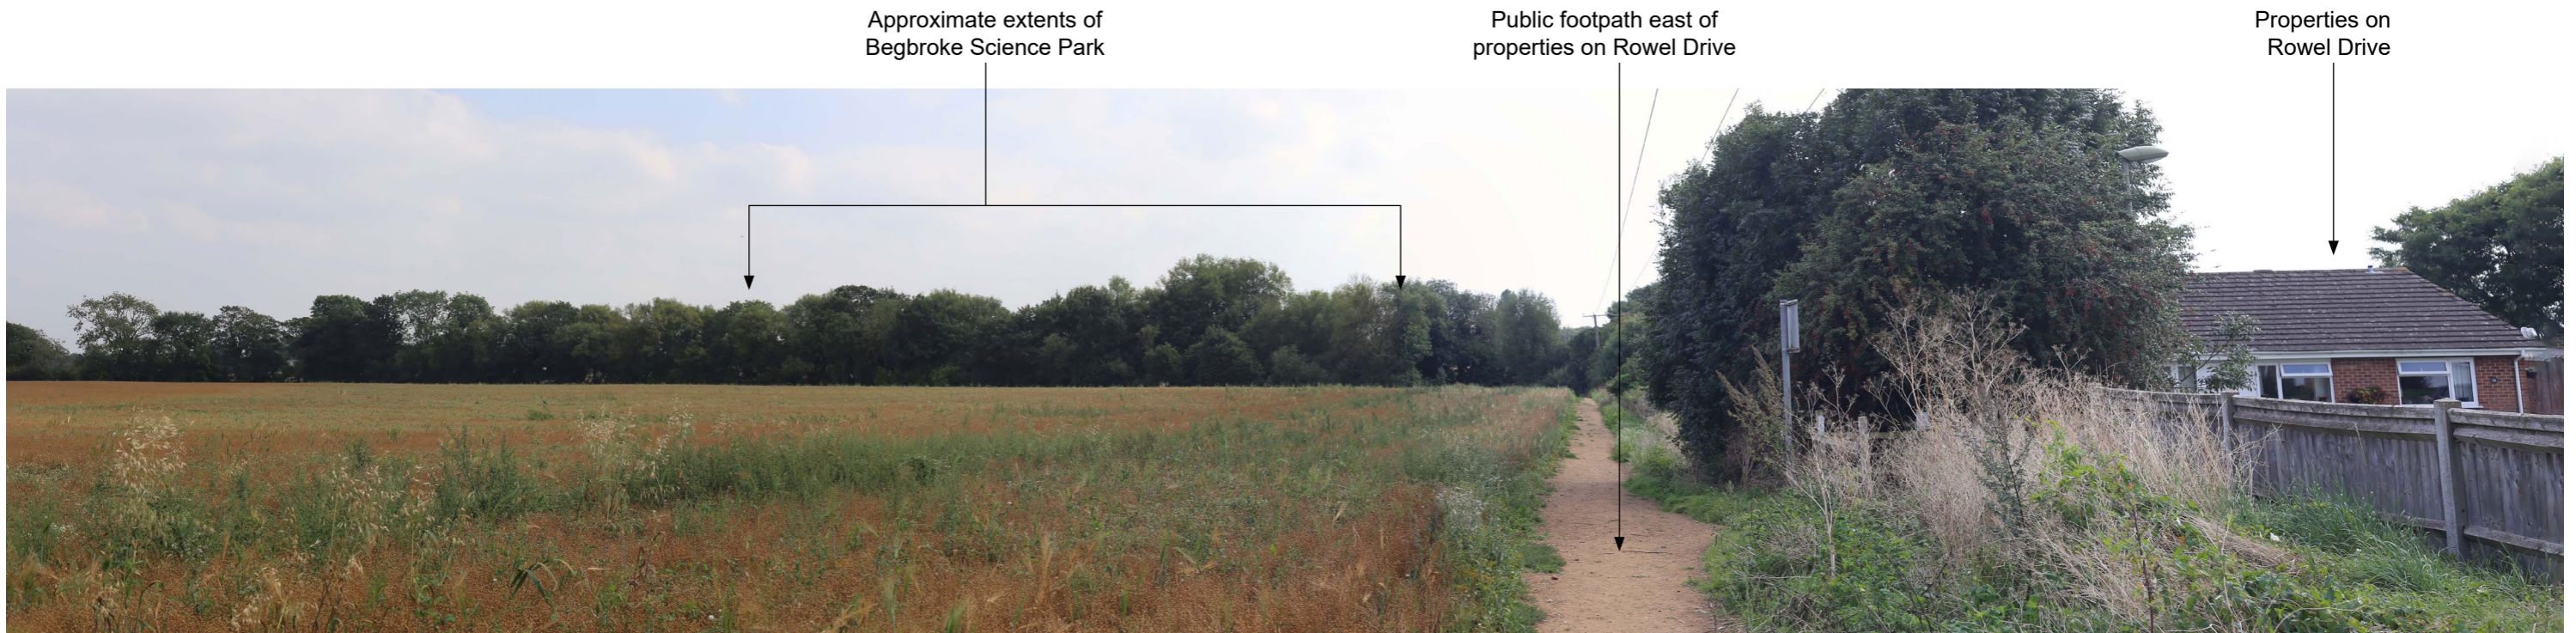 Approximate extents of
Begbroke Science Park
Public footpath east of
properties on Rowel Drive
Properties on
Rowel Drive